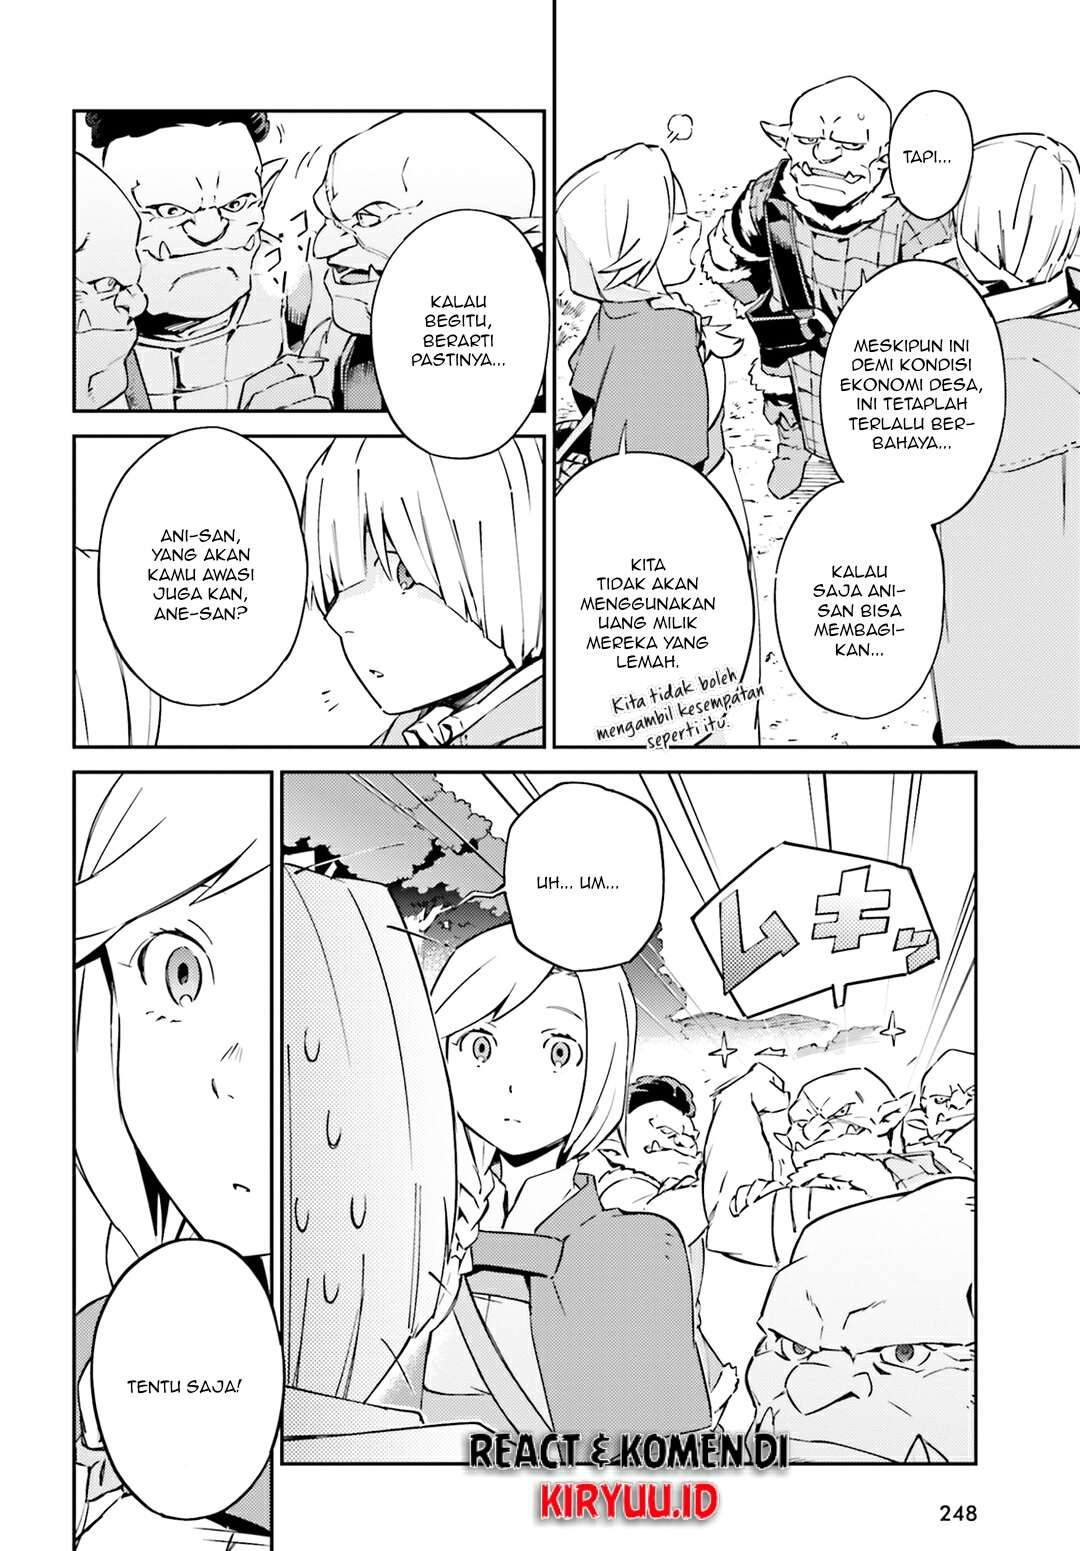 TAPI...
MESKIPUN INI
DEMI KONDISI
EKONOMI DESA,
INI TETAPLAH
TERLALU BER-
BAHAYA...
KALAU
SAJA ANI-
SAN BISA
MEMBAGI-
KAN...
KITA
TIDAK AKAN
MENGGUNAKAN
UANG MILIK
MEREKA YANG
LEMAH.
Kita tidak boleh
mengambil kesempatan
seperti itu.
KALAU
BEGITU,
BERARTI
PASTINYA...
ANI-SAN,
YANG AKAN
KAMU AWASI
JUGA KAN,
ANE-SAN?
ムキッ
UH... UM...
TENTU SAJA!
REACT & KOMEN DI
KIRYUU.ID
248